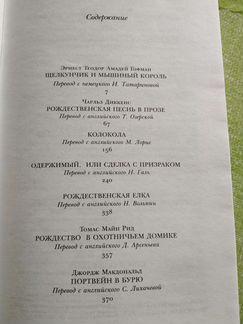 Содержание
Эрнст Теодор Амадей Гофман
ЩЕЛКУНЧИК И МЫШИНЫЙ КОРОЛЬ
Перевод с немецкого И. Татариновой
7
Чарльз Диккенс
РОЖДЕСТВЕНСКАЯ ПЕСНЬ В ПРОЗЕ
Перевод с английского Т. Озерской
67
КОЛОКОЛА
Перевод с английского М. Лорие
156
ОДЕРЖИМЫЙ, ИЛИ СДЕЛКА С ПРИЗРАКОМ
Перевод с английского Н. Галь
240
РОЖДЕСТВЕНСКАЯ ЕЛКА
Перевод с английского Н. Вольпин
338
Томас Майн Рид
РОЖДЕСТВО В ОХОТНИЧЬЕМ ДОМИКЕ
Перевод с английского Д. Арсеньева
357
Джордж Макдональд
ПОРТВЕЙН В БУРЮ
Перевод с английского С. Лихачевой
370